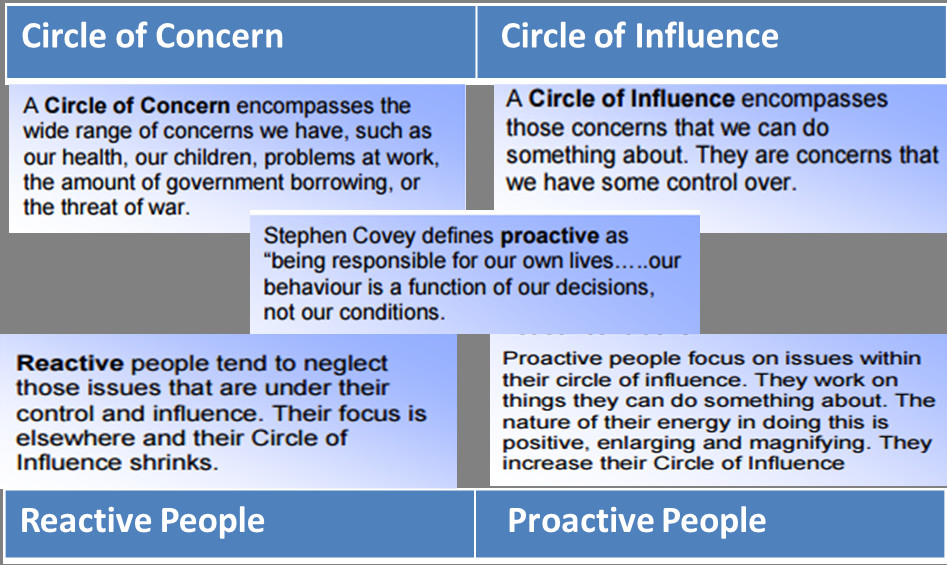 Circle of Concern
Circle of Influence
A Circle of Concern encompasses the
wide range of concerns we have, such as
our health, our children, problems at work,
the amount of government borrowing, or
the threat of war.
A Circle of Influence encompasses
those concerns that we can do
something about. They are concerns that
we have some control over.
Stephen Covey defines proactive as
“being responsible for our own lives…..our
behaviour is a function of our decisions,
not our conditions.
Reactive people tend to neglect
those issues that are under their
control and influence. Their focus is
elsewhere and their Circle of
Influence shrinks.
Proactive people focus on issues within
their circle of influence. They work on
things they can do something about. The
nature of their energy in doing this is
positive, enlarging and magnifying. They
increase their Circle of Influence
Reactive People
Proactive People